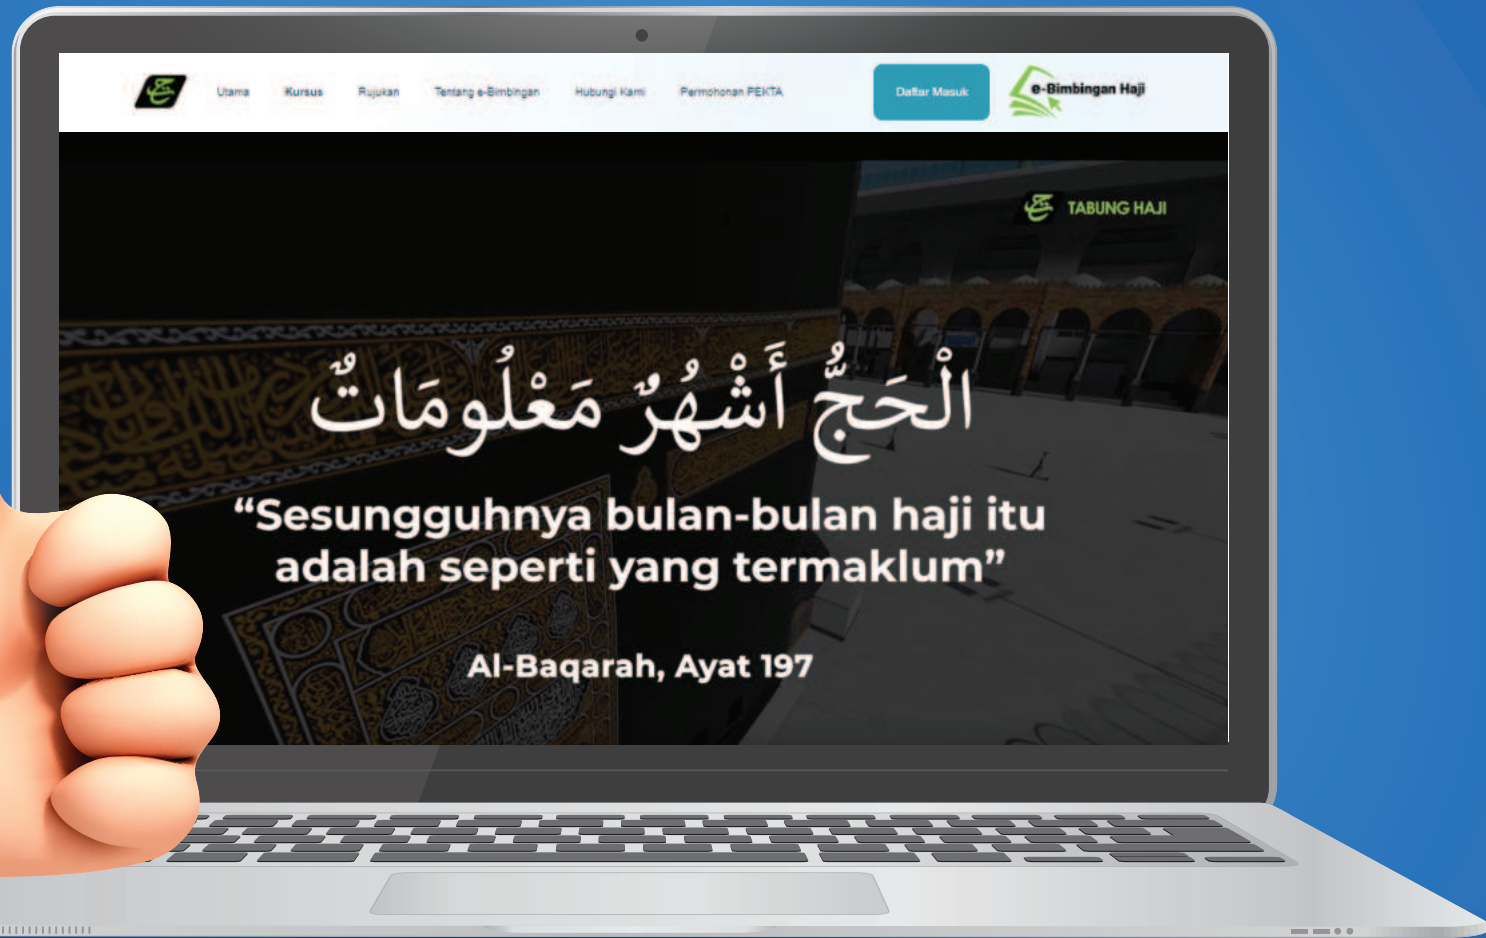 Utama Kursus Rujukan Tentang e-Bimbingan Hubungi Kami Permohonan PEKTA Daftar Masuk e-Bimbingan Haji
TABUNG HAJI
الْحَجُّ أَشْهُرٌ مَعْلُومَاتٌ
“Sesungguhnya bulan-bulan haji itu
adalah seperti yang termaklum”
Al-Baqarah, Ayat 197